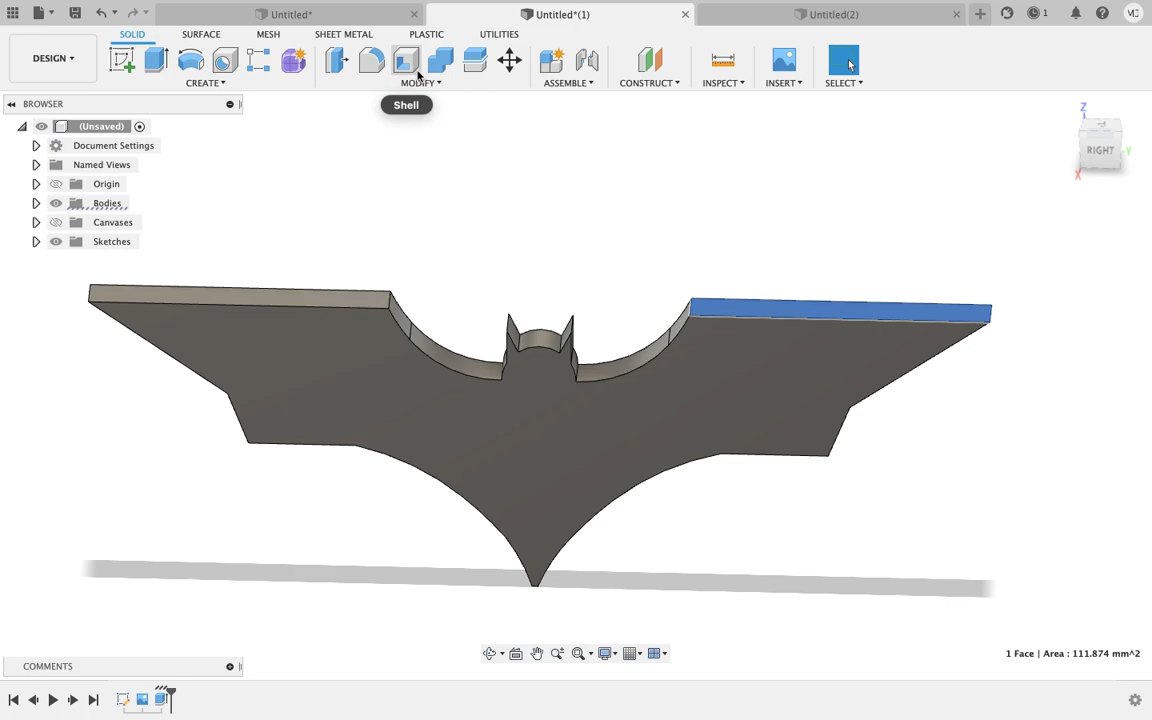 Untitled*
Untitled*(1)
Untitled(2)
1
DESIGN
SOLID
SURFACE
MESH
SHEET METAL
PLASTIC
UTILITIES
CREATE
MODIFY
ASSEMBLE
CONSTRUCT
INSPECT
INSERT
SELECT
Shell
BROWSER
(Unsaved)
Document Settings
Named Views
Origin
Bodies
Canvases
Sketches
Z
RIGHT
Y
X
COMMENTS
1 Face | Area : 111.874 mm^2